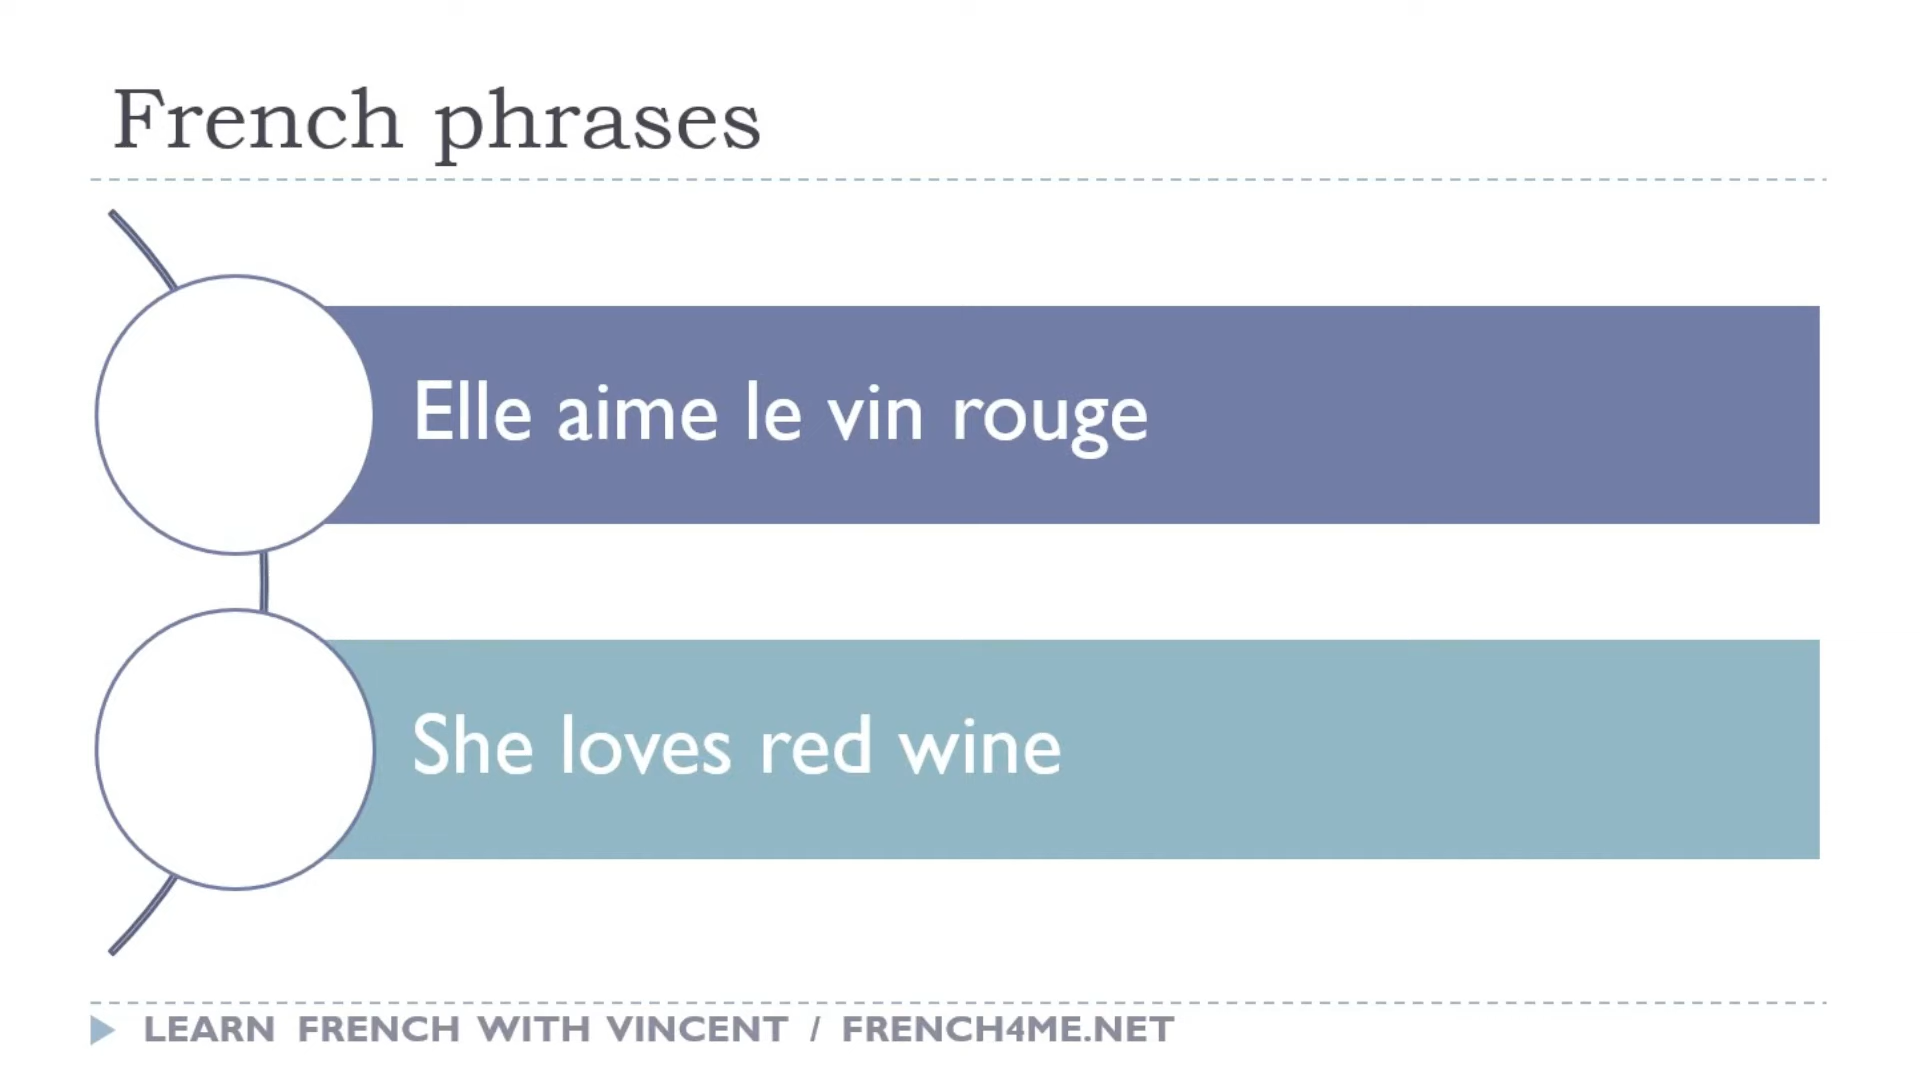 French phrases
Elle aime le vin rouge
She loves red wine
LEARN FRENCH WITH VINCENT / FRENCH4ME.NET